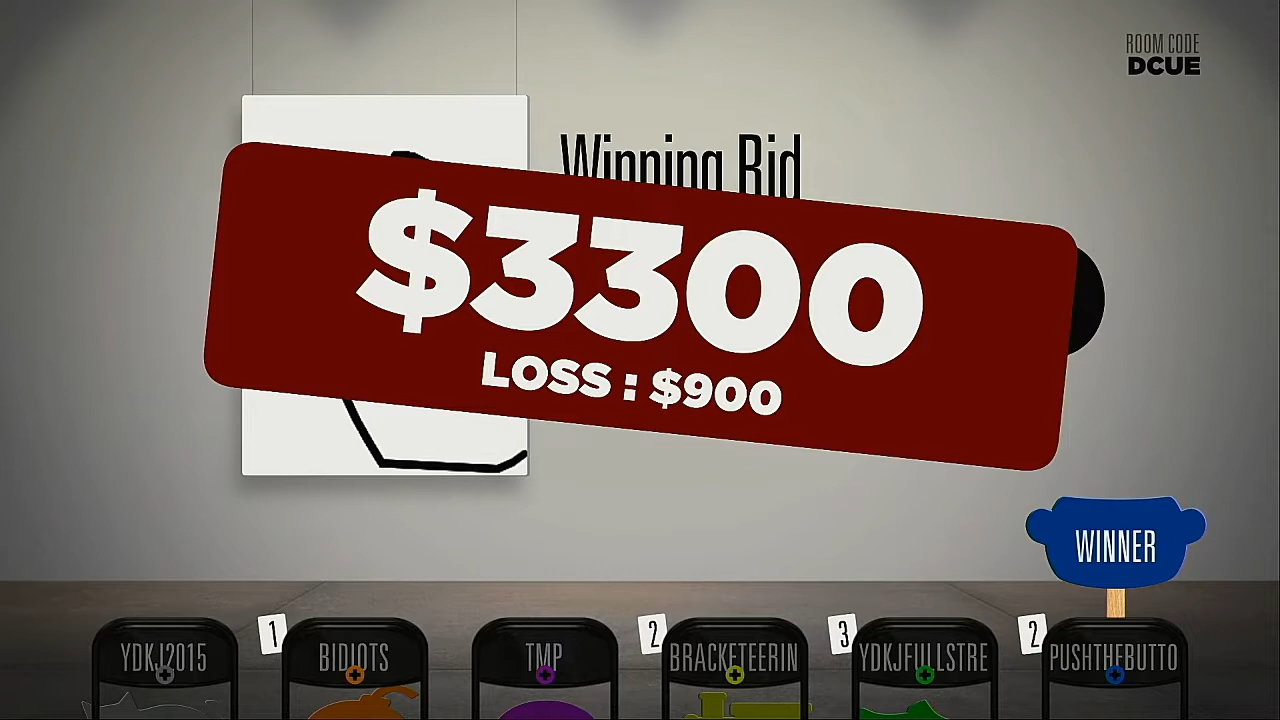 ROOM CODE
DCUE
Winning Bid
$3300
LOSS : $900
WINNER
1
2
3
2
YDKJ2015
BIDIOTS
TMP
BRACKETEERIN
YDKJFULLSTRE
PUSHTHEBUTTO